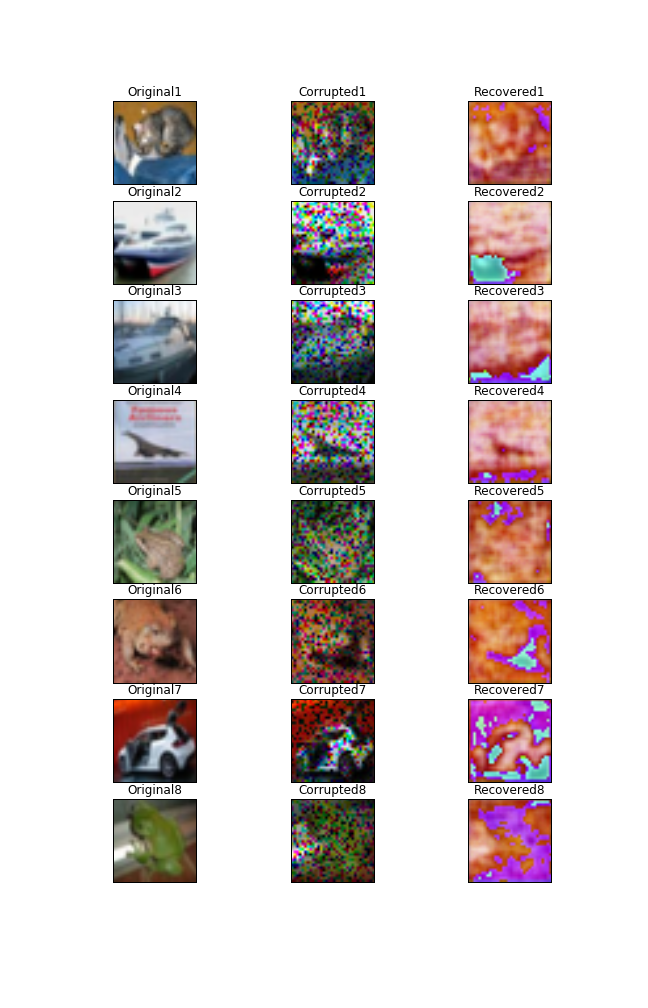 Original1 Corrupted1 Recovered1
Original2 Corrupted2 Recovered2
Original3 Corrupted3 Recovered3
Original4 Corrupted4 Recovered4
Original5 Corrupted5 Recovered5
Original6 Corrupted6 Recovered6
Original7 Corrupted7 Recovered7
Original8 Corrupted8 Recovered8